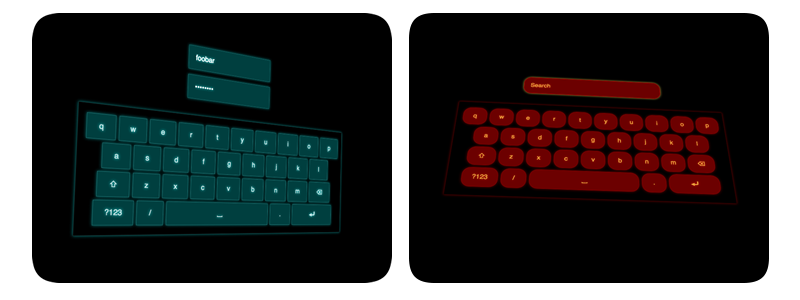 foobar
••••••••
q w e r t y u i o p
a s d f g h j k l
⇧ z x c v b n m ⌫
?123 / ⎵ . ↵
Search
q w e r t y u i o p
a s d f g h j k l
⇧ z x c v b n m ⌫
?123 / ⎵ . ↵